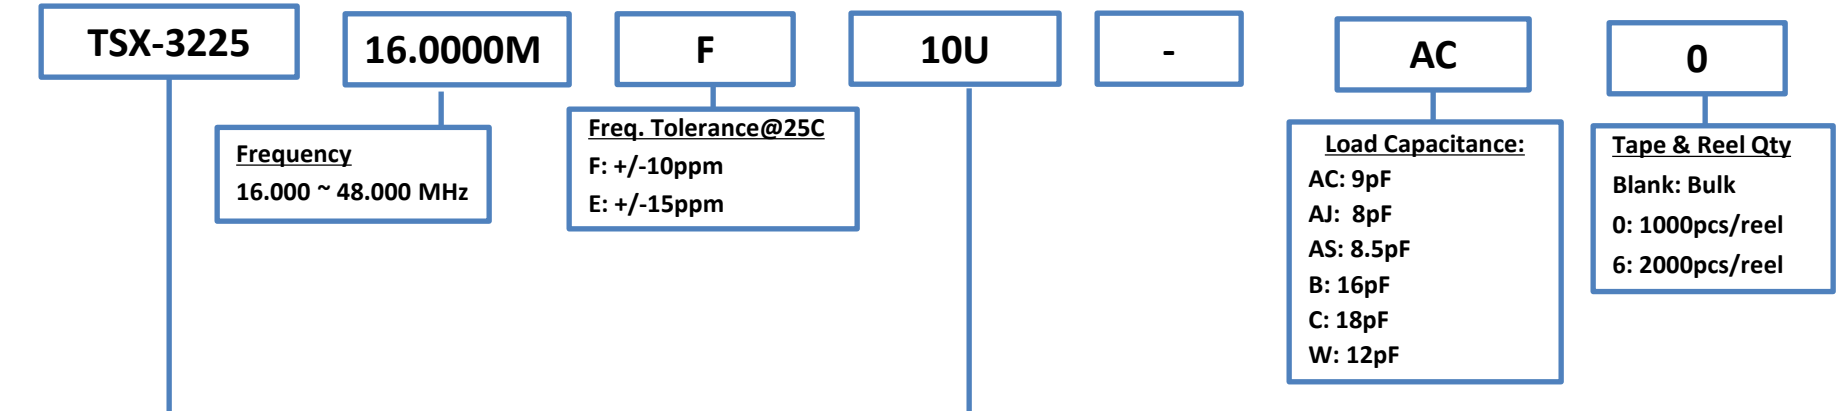 TSX-3225
16.0000M
F
10U
-
AC
0
Frequency
16.000 ~ 48.000 MHz
Freq. Tolerance@25C
F: +/-10ppm
E: +/-15ppm
Load Capacitance:
AC: 9pF
AJ: 8pF
AS: 8.5pF
B: 16pF
C: 18pF
W: 12pF
Tape & Reel Qty
Blank: Bulk
0: 1000pcs/reel
6: 2000pcs/reel